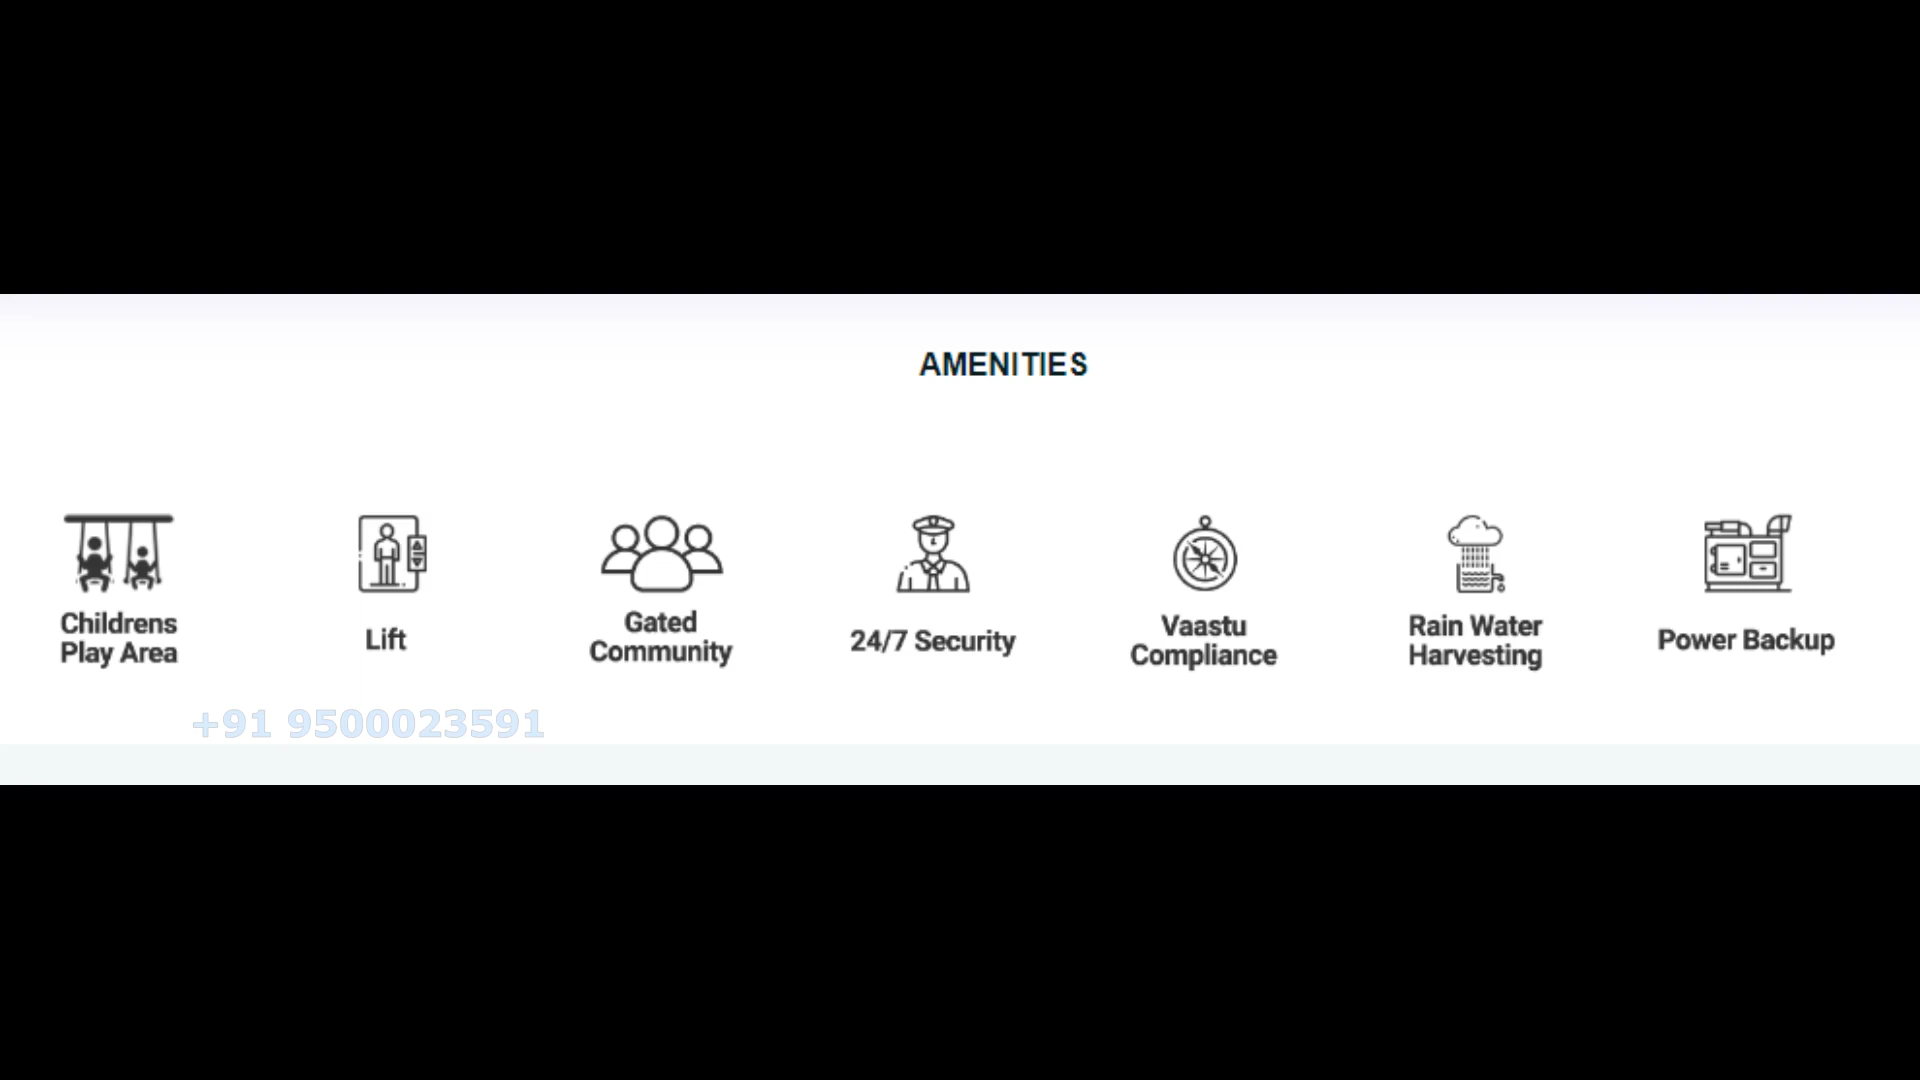 AMENITIES
Childrens
Play Area
Lift
Gated
Community
24/7 Security
Vaastu
Compliance
Rain Water
Harvesting
Power Backup
+91 9500023591